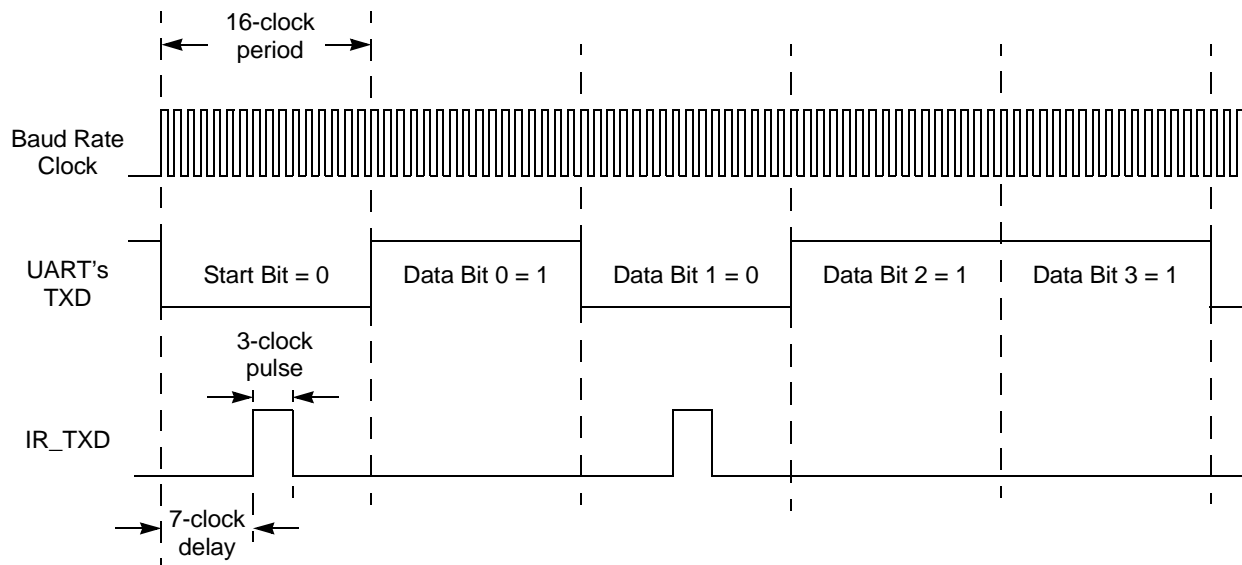 16-clock
period
Baud Rate
Clock
UART's
TXD
Start Bit = 0
Data Bit 0 = 1
Data Bit 1 = 0
Data Bit 2 = 1
Data Bit 3 = 1
3-clock
pulse
IR_TXD
7-clock
delay